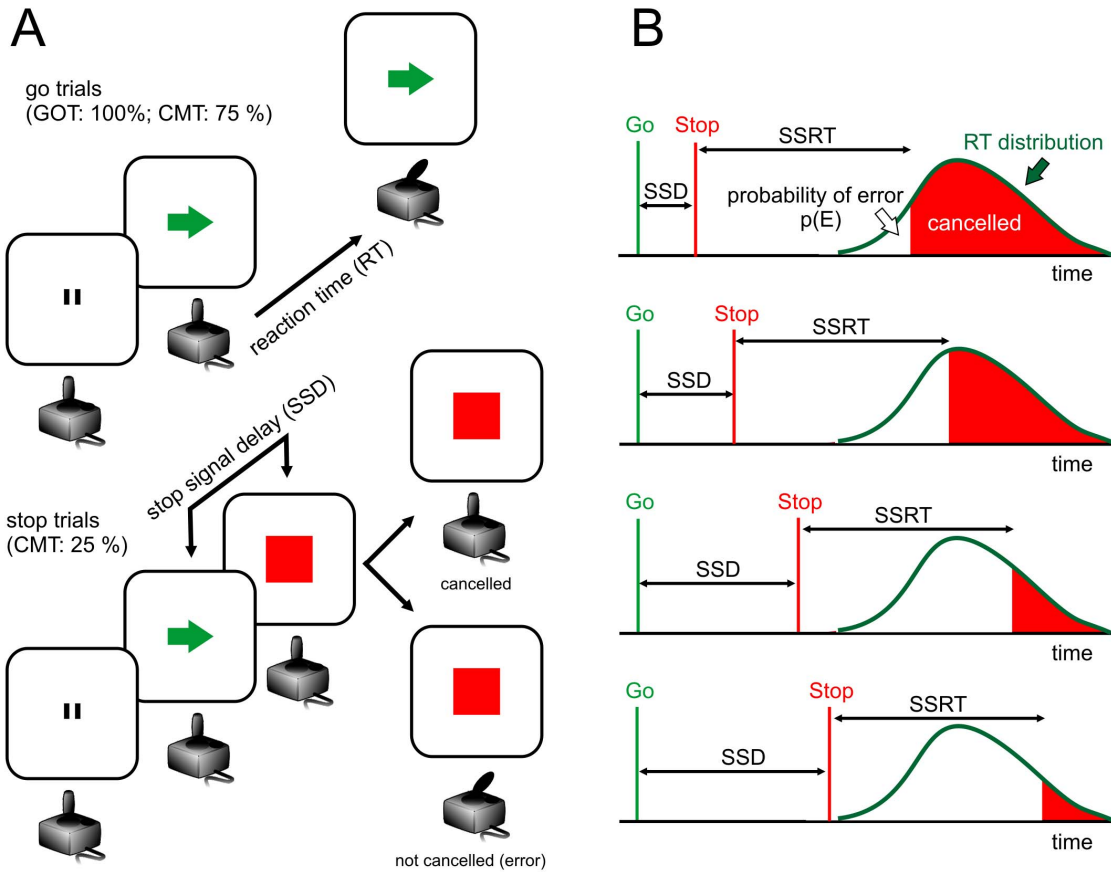 A
go trials
(GOT: 100%; CMT: 75 %)
reaction time (RT)
stop signal delay (SSD)
stop trials
(CMT: 25 %)
cancelled
not cancelled (error)
B
Go
Stop
SSRT
RT distribution
SSD
probability of error
p(E)
cancelled
time
Go
Stop
SSRT
SSD
time
Go
Stop
SSRT
SSD
time
Go
Stop
SSRT
SSD
time